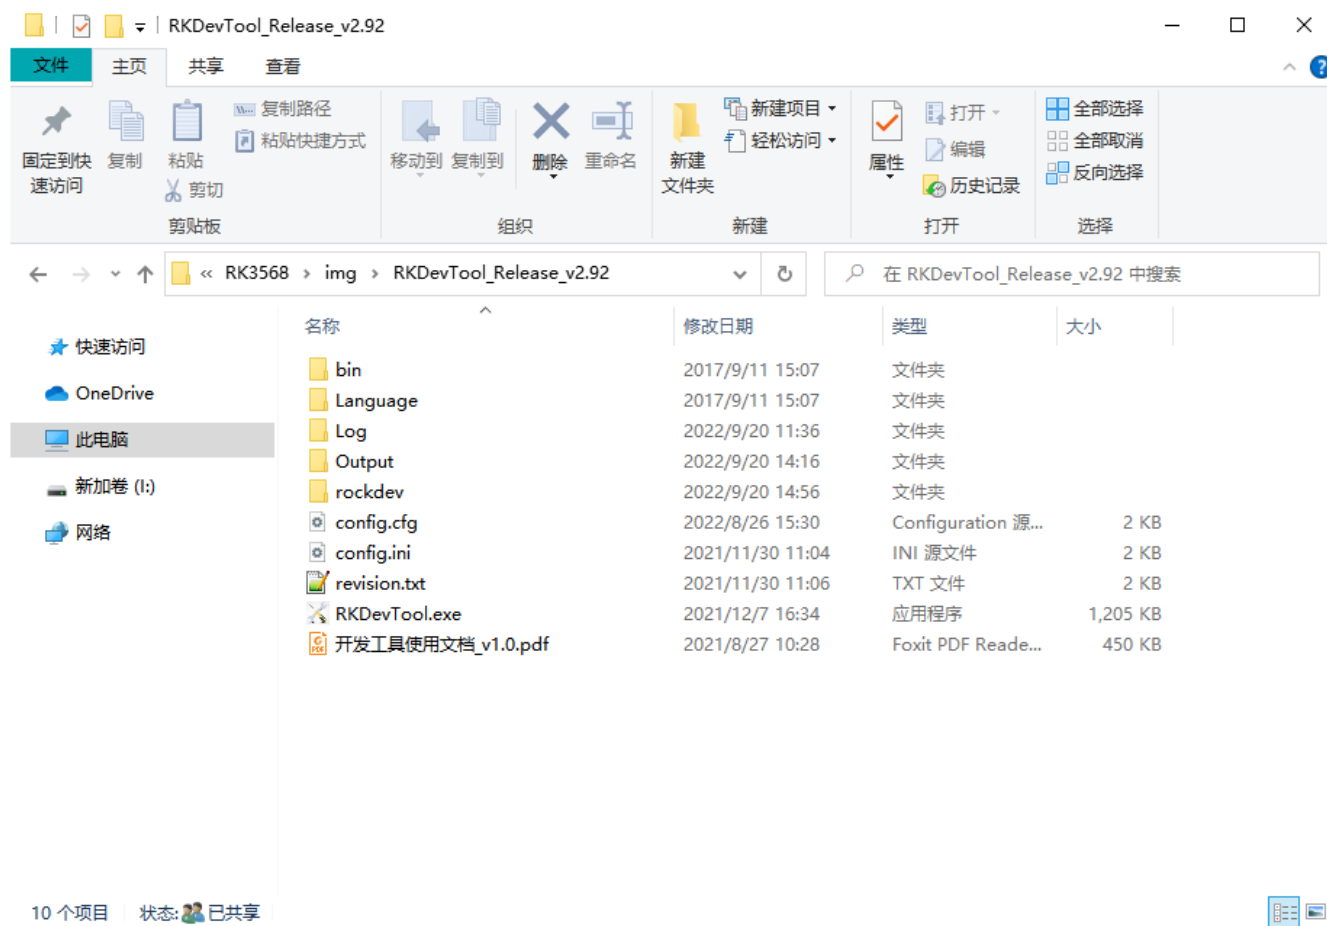 RKDevTool_Release_v2.92
文件 主页 共享 查看
固定到快速访问
复制
粘贴
复制路径
粘贴快捷方式
剪切
剪贴板
移动到
复制到
删除
重命名
组织
新建文件夹
新建项目
轻松访问
新建
属性
打开
编辑
历史记录
打开
全部选择
全部取消
反向选择
选择
« RK3568 › img › RKDevTool_Release_v2.92
在 RKDevTool_Release_v2.92 中搜索
快速访问
OneDrive
此电脑
新加卷 (I:)
网络
名称 修改日期 类型 大小
bin 2017/9/11 15:07 文件夹
Language 2017/9/11 15:07 文件夹
Log 2022/9/20 11:36 文件夹
Output 2022/9/20 14:16 文件夹
rockdev 2022/9/20 14:56 文件夹
config.cfg 2022/8/26 15:30 Configuration 源... 2 KB
config.ini 2021/11/30 11:04 INI 源文件 2 KB
revision.txt 2021/11/30 11:06 TXT 文件 2 KB
RKDevTool.exe 2021/12/7 16:34 应用程序 1,205 KB
开发工具使用文档_v1.0.pdf 2021/8/27 10:28 Foxit PDF Reade... 450 KB
10 个项目 状态: 已共享